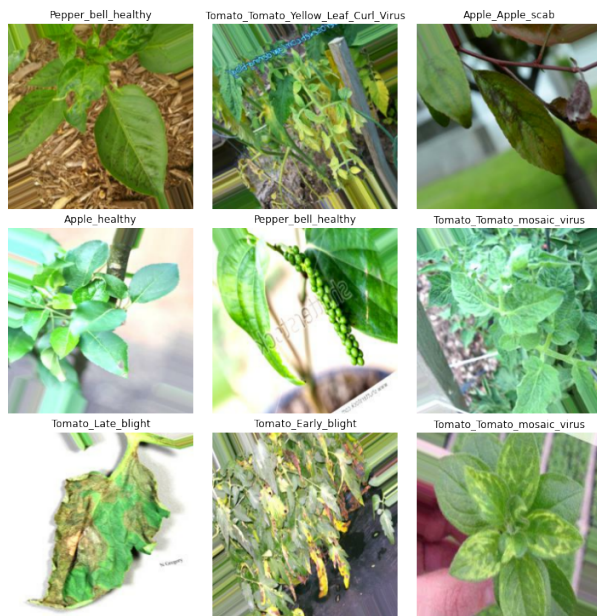 Pepper_bell_healthy
Tomato_Tomato_Yellow_Leaf_Curl_Virus
Apple_Apple_scab
Apple_healthy
Pepper_bell_healthy
Tomato_Tomato_mosaic_virus
Tomato_Late_blight
Tomato_Early_blight
Tomato_Tomato_mosaic_virus